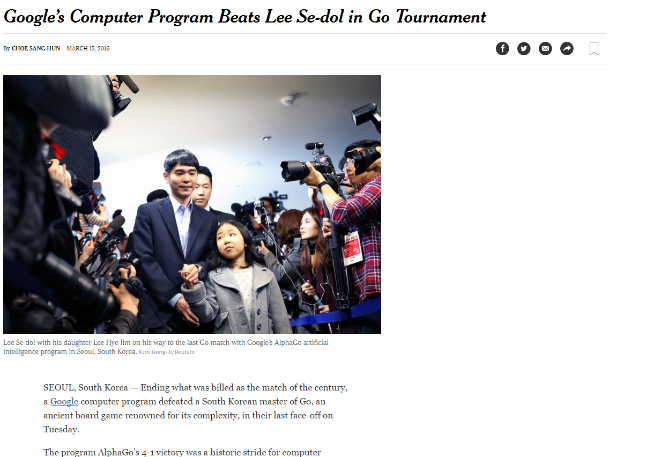 Google's Computer Program Beats Lee Se-dol in Go Tournament
By CHOE SANG-HUN MARCH 15, 2016
Lee Se-dol with his daughter Lee Hye-lim on his way to the last Go match with Google's AlphaGo artificial
intelligence program in Seoul, South Korea. Kim Hong-Ji/Reuters
SEOUL, South Korea — Ending what was billed as the match of the century,
a Google computer program defeated a South Korean master of Go, an
ancient board game renowned for its complexity, in their last face-off on
Tuesday.
The program AlphaGo's 4-1 victory was a historic stride for computer